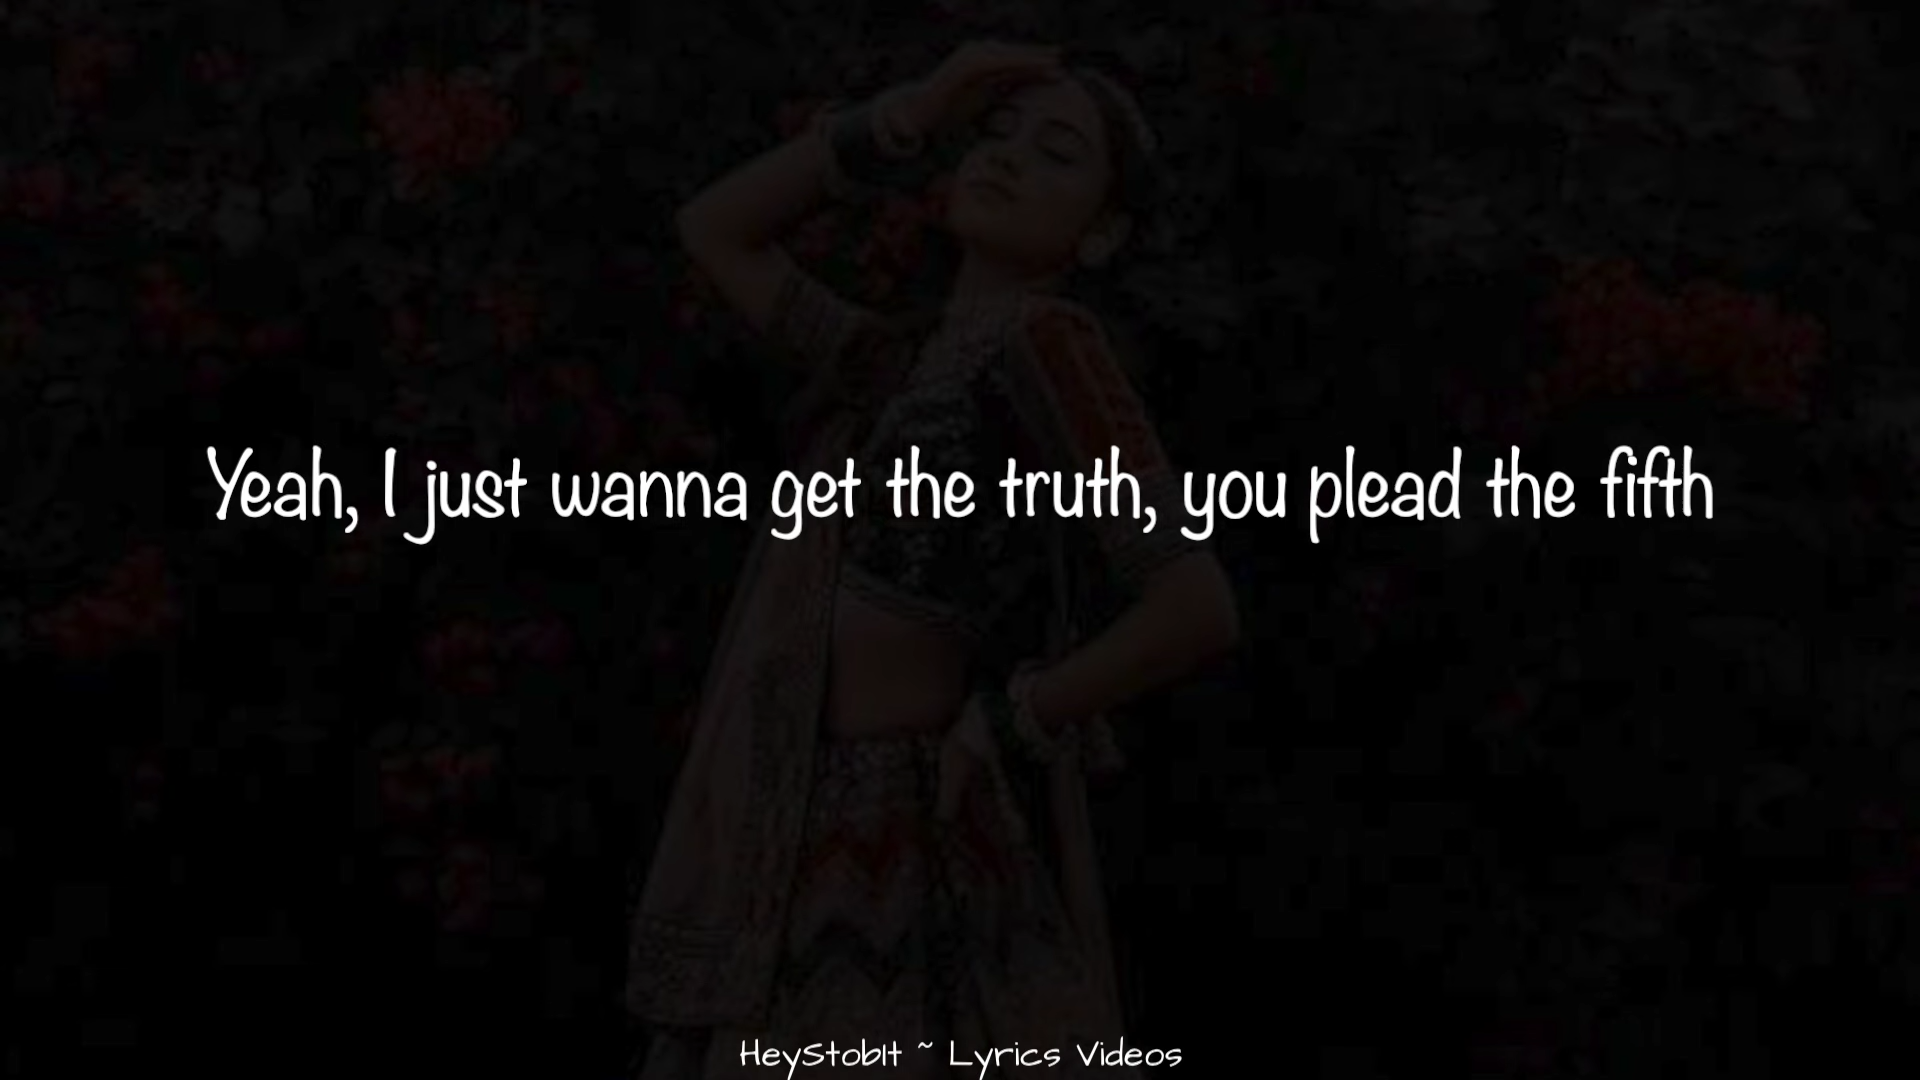 Yeah, I just wanna get the truth, you plead the fifth
HeyStobIt ~ Lyrics Videos